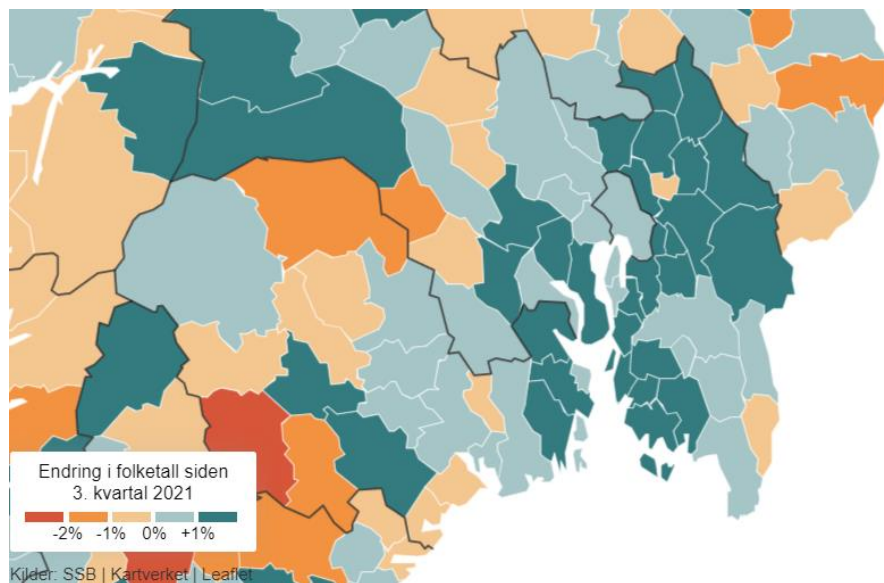 Endring i folketall siden
3. kvartal 2021
-2% -1% 0% +1%
Kilder: SSB | Kartverket | Leaflet